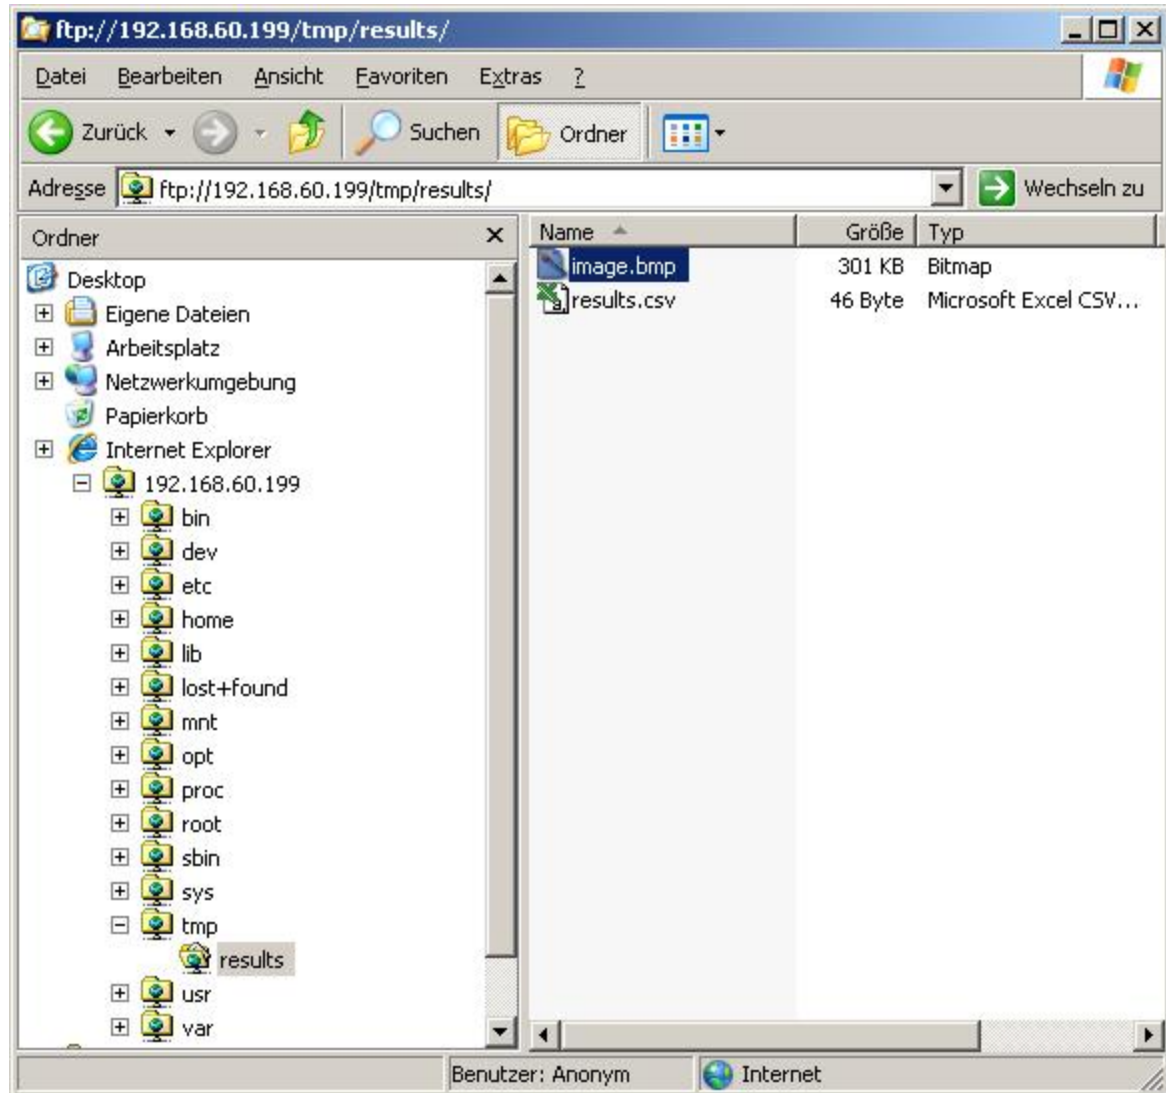 ftp://192.168.60.199/tmp/results/
Datei Bearbeiten Ansicht Favoriten Extras ?
Zurück Suchen Ordner
Adresse ftp://192.168.60.199/tmp/results/ Wechseln zu
Ordner
Desktop
Eigene Dateien
Arbeitsplatz
Netzwerkumgebung
Papierkorb
Internet Explorer
192.168.60.199
bin
dev
etc
home
lib
lost+found
mnt
opt
proc
root
sbin
sys
tmp
results
usr
var
Name Größe Typ
image.bmp 301 KB Bitmap
results.csv 46 Byte Microsoft Excel CSV...
Benutzer: Anonym Internet